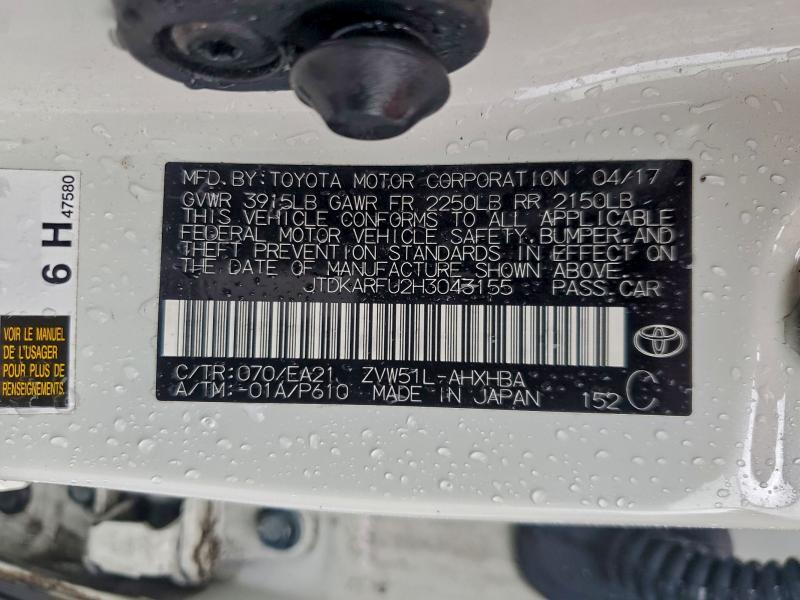 6 H 47580
VOIR LE MANUEL
DE L'USAGER
POUR PLUS DE
RENSEIGNEMENTS
MFD. BY: TOYOTA MOTOR CORPORATION 04/17
GVWR 3915LB GAWR FR 2250LB RR 2150LB
THIS VEHICLE CONFORMS TO ALL APPLICABLE
FEDERAL MOTOR VEHICLE SAFETY, BUMPER, AND
THEFT PREVENTION STANDARDS IN EFFECT ON
THE DATE OF MANUFACTURE SHOWN ABOVE.
JTDKARFU2H3043155 PASS. CAR
C/TR: 070/EA21 ZVW51L-AHXHBA
A/TM: -01A/P610 MADE IN JAPAN 152 C